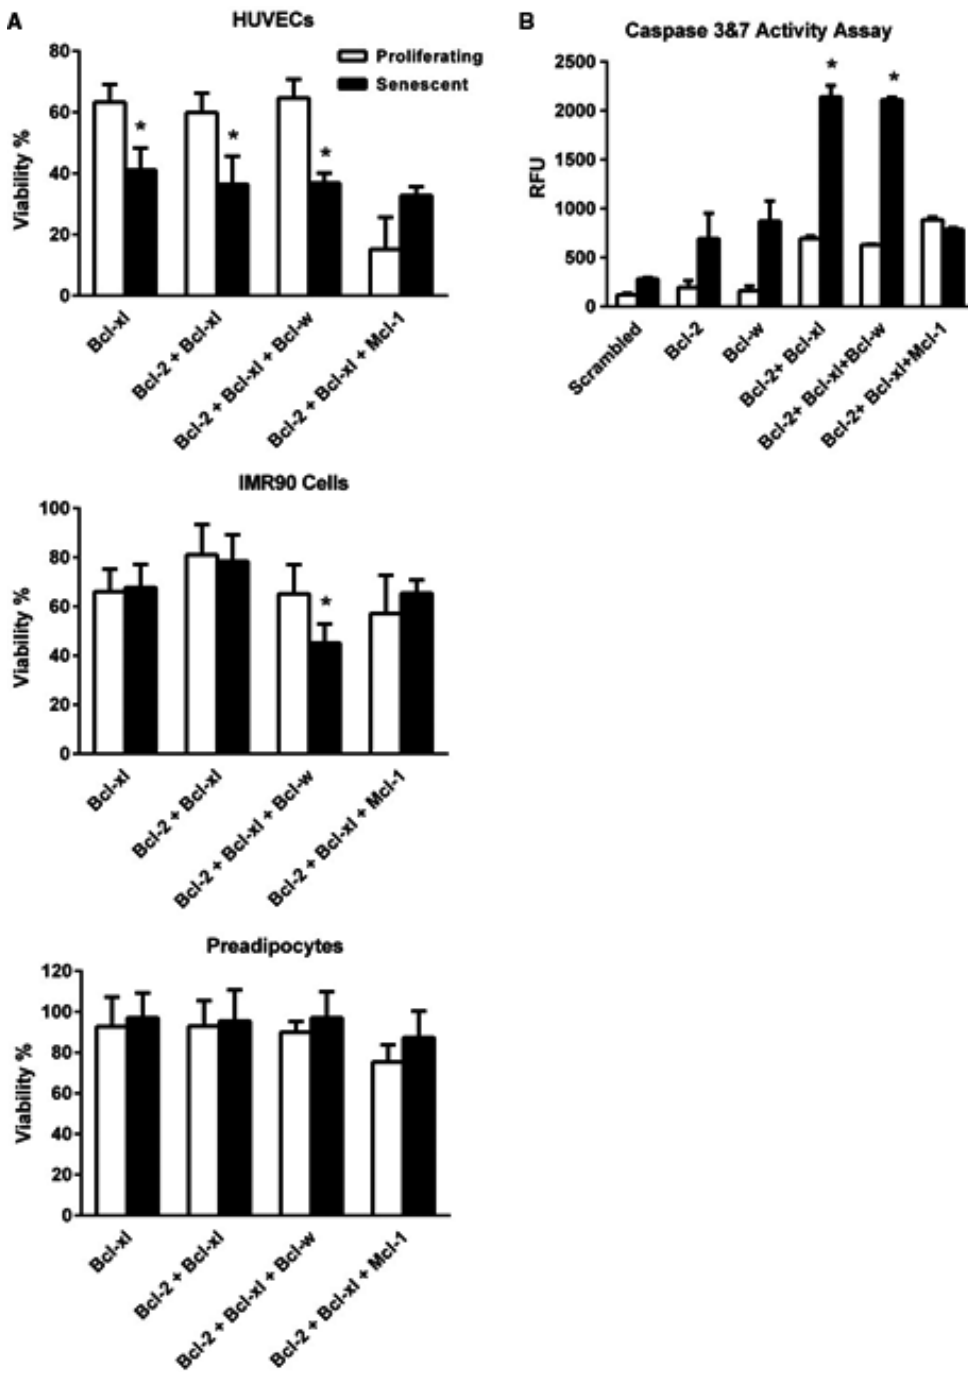 A
HUVECs
Proliferating
Senescent
Viability %
80
60
40
20
0
*
*
*
Bcl-xl
Bcl-2 + Bcl-xl
Bcl-2 + Bcl-xl + Bcl-w
Bcl-2 + Bcl-xl + Mcl-1
B
Caspase 3&7 Activity Assay
RFU
2500
2000
1500
1000
500
0
*
*
Scrambled
Bcl-2
Bcl-w
Bcl-2+ Bcl-xl
Bcl-2+ Bcl-xl+Bcl-w
Bcl-2+ Bcl-xl+Mcl-1
IMR90 Cells
Viability %
100
80
60
40
20
0
*
Bcl-xl
Bcl-2 + Bcl-xl
Bcl-2 + Bcl-xl + Bcl-w
Bcl-2 + Bcl-xl + Mcl-1
Preadipocytes
Viability %
120
100
80
60
40
20
0
Bcl-xl
Bcl-2 + Bcl-xl
Bcl-2 + Bcl-xl + Bcl-w
Bcl-2 + Bcl-xl + Mcl-1